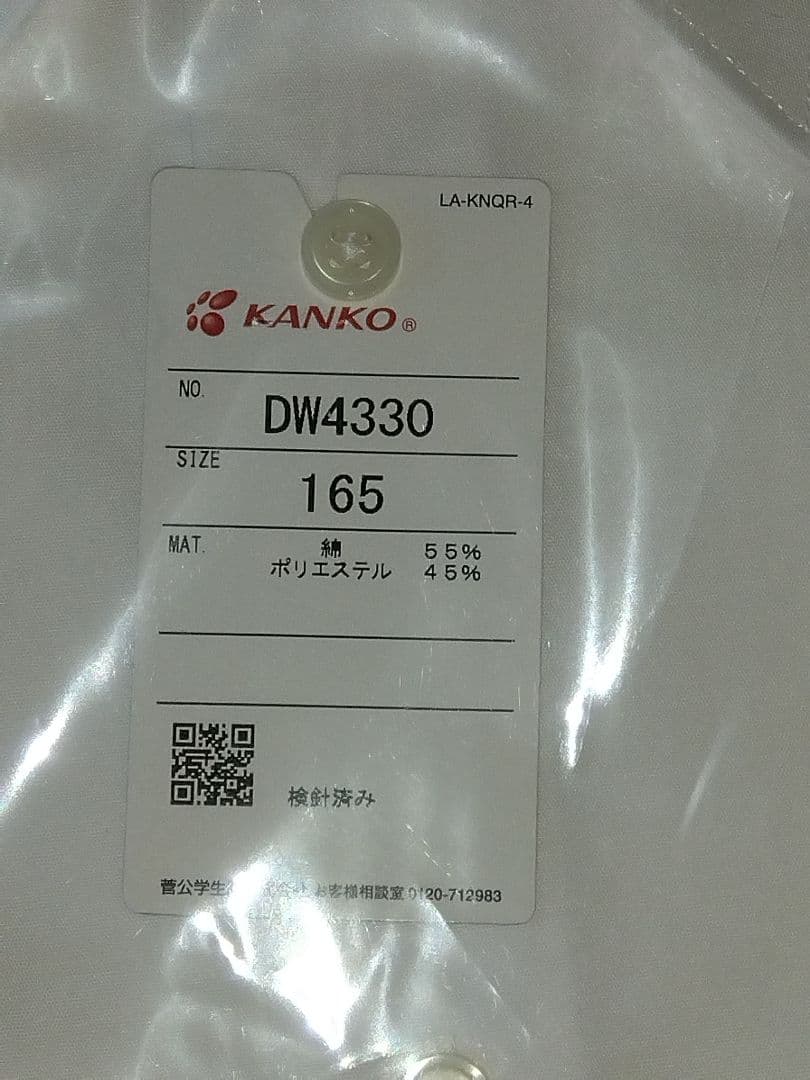 LA-KNQR-4
KANKO®
NO.
DW4330
SIZE
165
MAT.
綿 55%
ポリエステル 45%
検針済み
菅公学生 お客様相談室 0120-712983